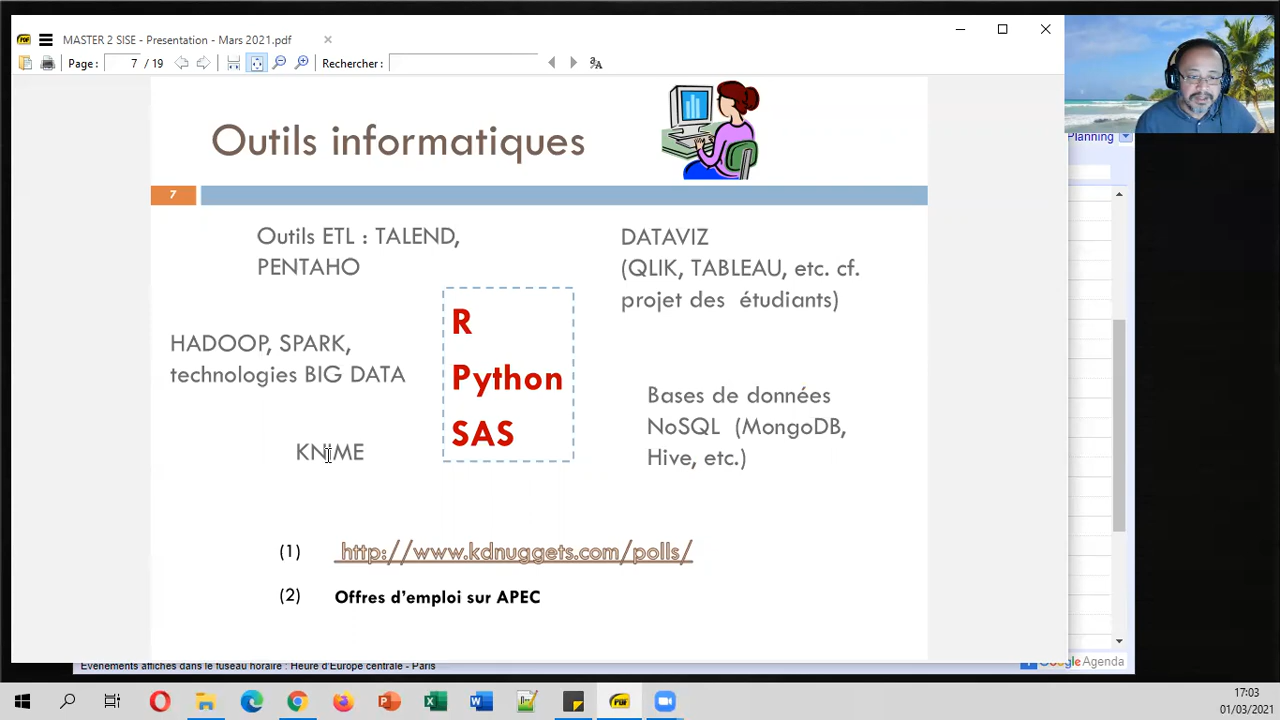 MASTER 2 SISE - Presentation - Mars 2021.pdf
Page : 7 / 19
Rechercher :
Outils informatiques
7
Outils ETL : TALEND,
PENTAHO
DATAVIZ
(QLIK, TABLEAU, etc. cf.
projet des étudiants)
R
Python
SAS
HADOOP, SPARK,
technologies BIG DATA
Bases de données
NoSQL (MongoDB,
Hive, etc.)
KNIME
(1) http://www.kdnuggets.com/polls/
(2) Offres d'emploi sur APEC
Planning
Evénements affichés dans le fuseau horaire : Heure d'Europe centrale - Paris
Google Agenda
17:03
01/03/2021